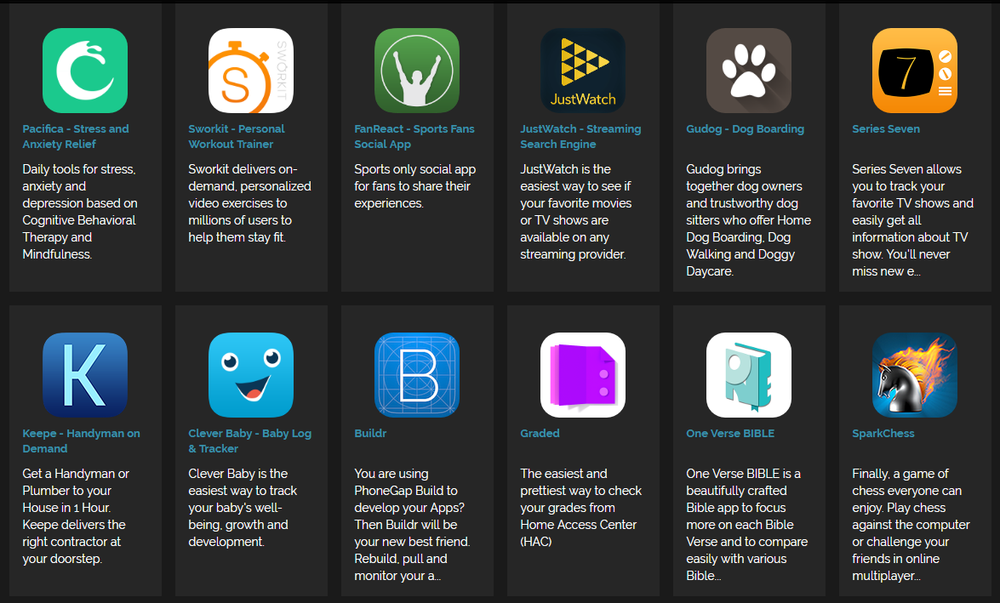 S
SWORKIT
JustWatch
7
Pacifica - Stress and
Anxiety Relief
Daily tools for stress,
anxiety and
depression based on
Cognitive Behavioral
Therapy and
Mindfulness.
Sworkit - Personal
Workout Trainer
Sworkit delivers on-
demand, personalized
video exercises to
millions of users to
help them stay fit.
FanReact - Sports Fans
Social App
Sports only social app
for fans to share their
experiences.
JustWatch - Streaming
Search Engine
JustWatch is the
easiest way to see if
your favorite movies
or TV shows are
available on any
streaming provider.
Gudog - Dog Boarding
Gudog brings
together dog owners
and trustworthy dog
sitters who offer Home
Dog Boarding, Dog
Walking and Doggy
Daycare.
Series Seven
Series Seven allows
you to track your
favorite TV shows and
easily get all
information about TV
show. You'll never
miss new e...
K
Keepe - Handyman on
Demand
Get a Handyman or
Plumber to your
House in 1 Hour.
Keepe delivers the
right contractor at
your doorstep.
Clever Baby - Baby Log
& Tracker
Clever Baby is the
easiest way to track
your baby's well-
being, growth and
development.
B
Buildr
You are using
PhoneGap Build to
develop your Apps?
Then Buildr will be
your new best friend.
Rebuild, pull and
monitor your a...
Graded
The easiest and
prettiest way to check
your grades from
Home Access Center
(HAC)
One Verse BIBLE
One Verse BIBLE is a
beautifully crafted
Bible app to focus
more on each Bible
Verse and to compare
easily with various
Bible...
SparkChess
Finally, a game of
chess everyone can
enjoy. Play chess
against the computer
or challenge your
friends in online
multiplayer...